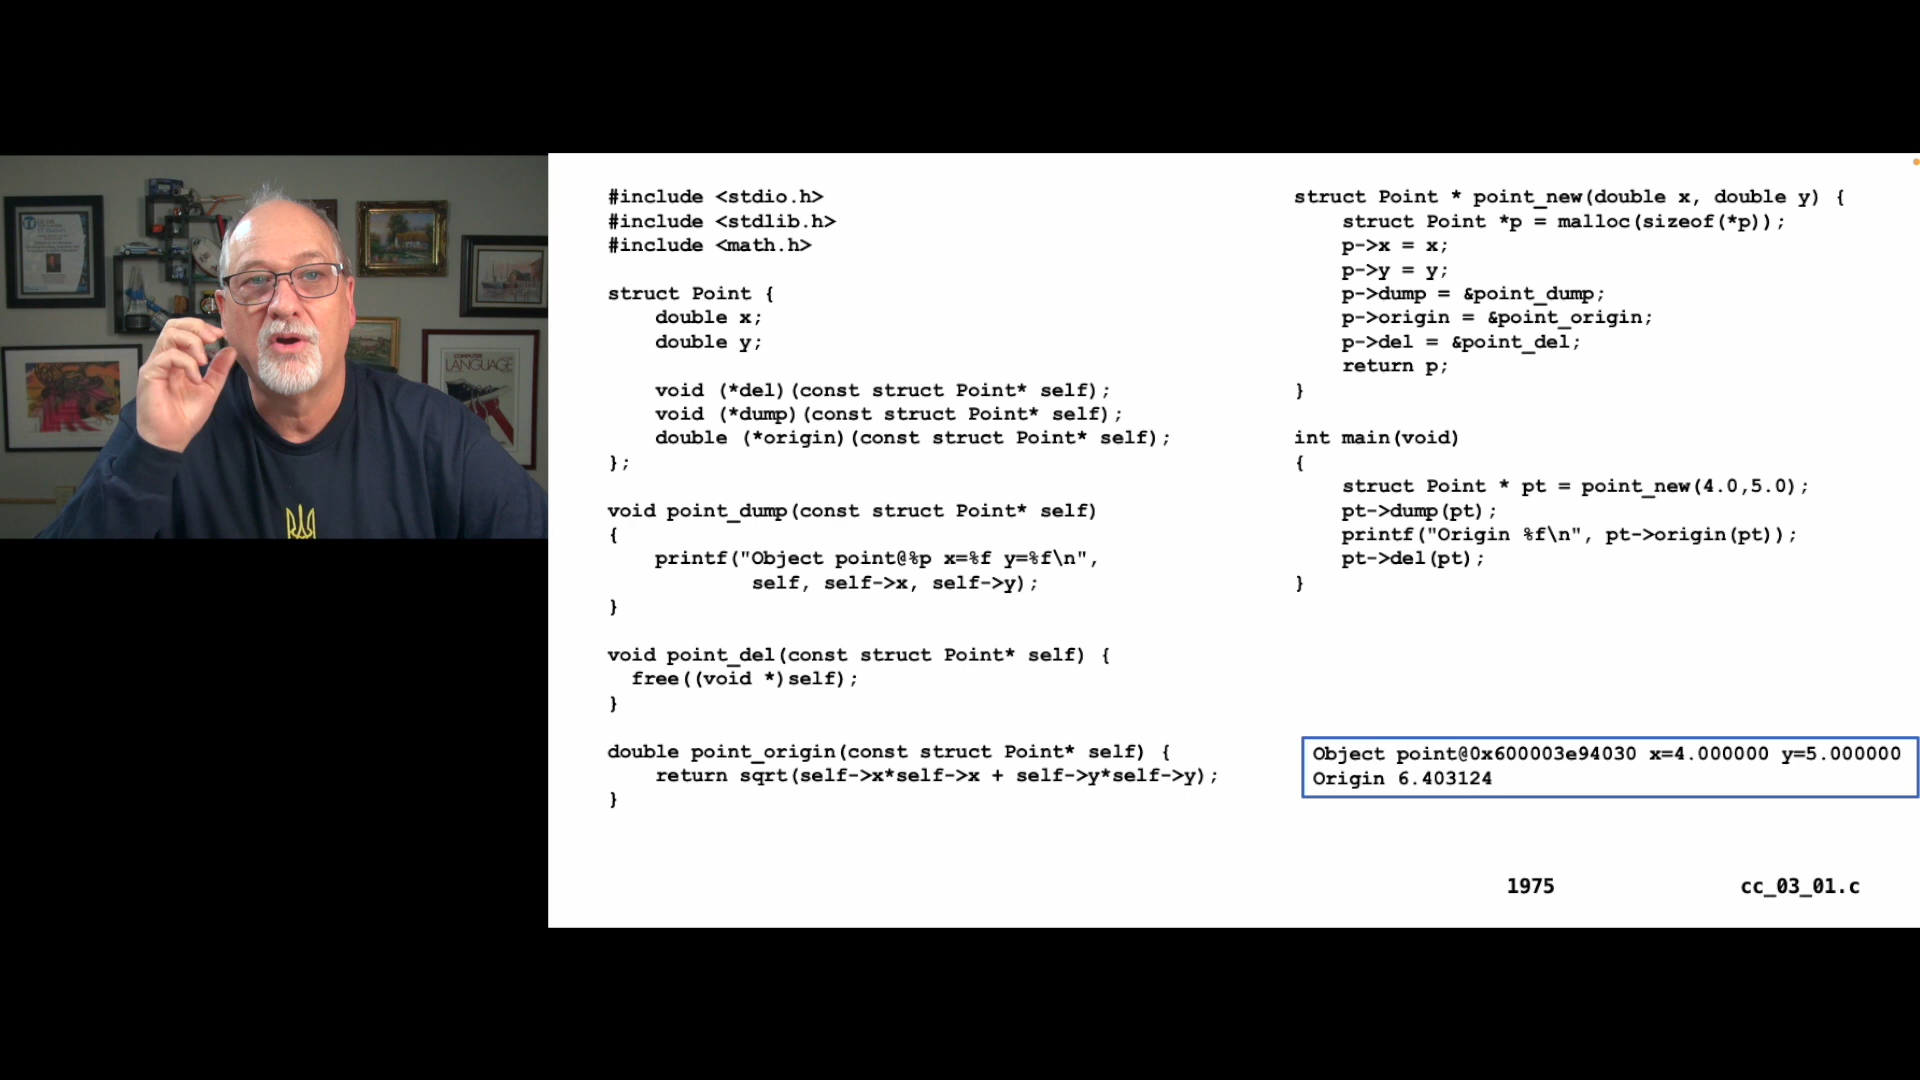 COMPUTER
LANGUAGE
#include <stdio.h>
#include <stdlib.h>
#include <math.h>
struct Point {
    double x;
    double y;
    void (*del)(const struct Point* self);
    void (*dump)(const struct Point* self);
    double (*origin)(const struct Point* self);
};
void point_dump(const struct Point* self)
{
    printf("Object point@%p x=%f y=%f\n",
            self, self->x, self->y);
}
void point_del(const struct Point* self) {
  free((void *)self);
}
double point_origin(const struct Point* self) {
    return sqrt(self->x*self->x + self->y*self->y);
}
struct Point * point_new(double x, double y) {
    struct Point *p = malloc(sizeof(*p));
    p->x = x;
    p->y = y;
    p->dump = &point_dump;
    p->origin = &point_origin;
    p->del = &point_del;
    return p;
}
int main(void)
{
    struct Point * pt = point_new(4.0,5.0);
    pt->dump(pt);
    printf("Origin %f\n", pt->origin(pt));
    pt->del(pt);
}
Object point@0x600003e94030 x=4.000000 y=5.000000
Origin 6.403124
1975
cc_03_01.c